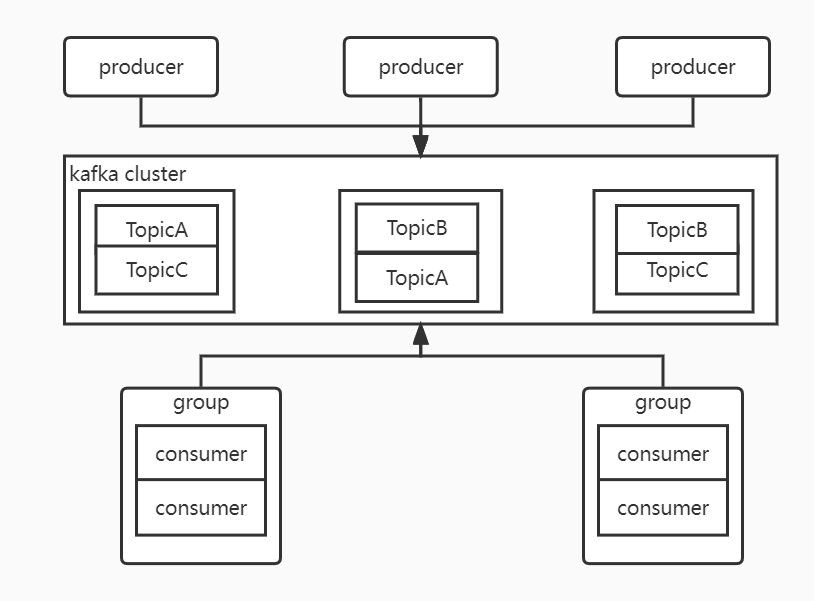 producer
producer
producer
kafka cluster
TopicA
TopicC
TopicB
TopicA
TopicB
TopicC
group
consumer
consumer
group
consumer
consumer